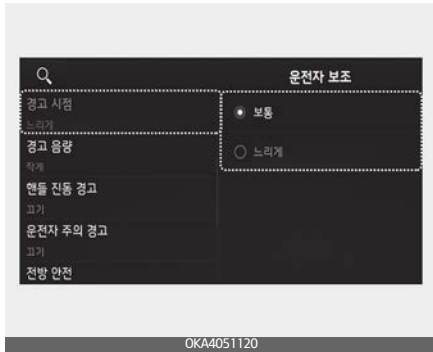 운전자 보조
경고 시점
느리게
경고 음량
작게
핸들 진동 경고
끄기
운전자 주의 경고
끄기
전방 안전
보통
느리게
OKA4051120